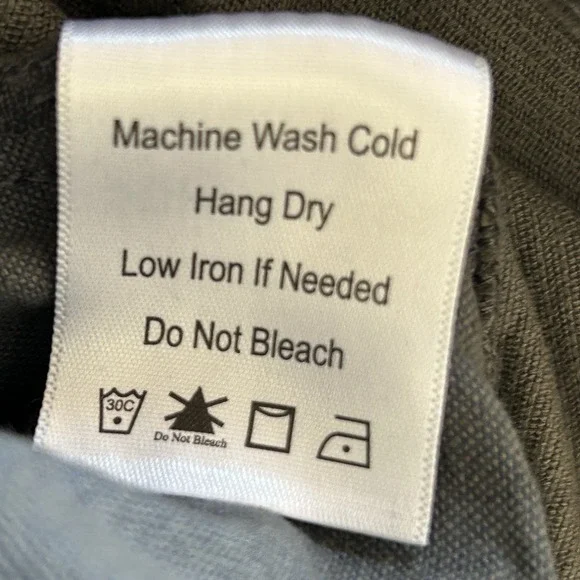 Machine Wash Cold
Hang Dry
Low Iron If Needed
Do Not Bleach
30C
Do Not Bleach